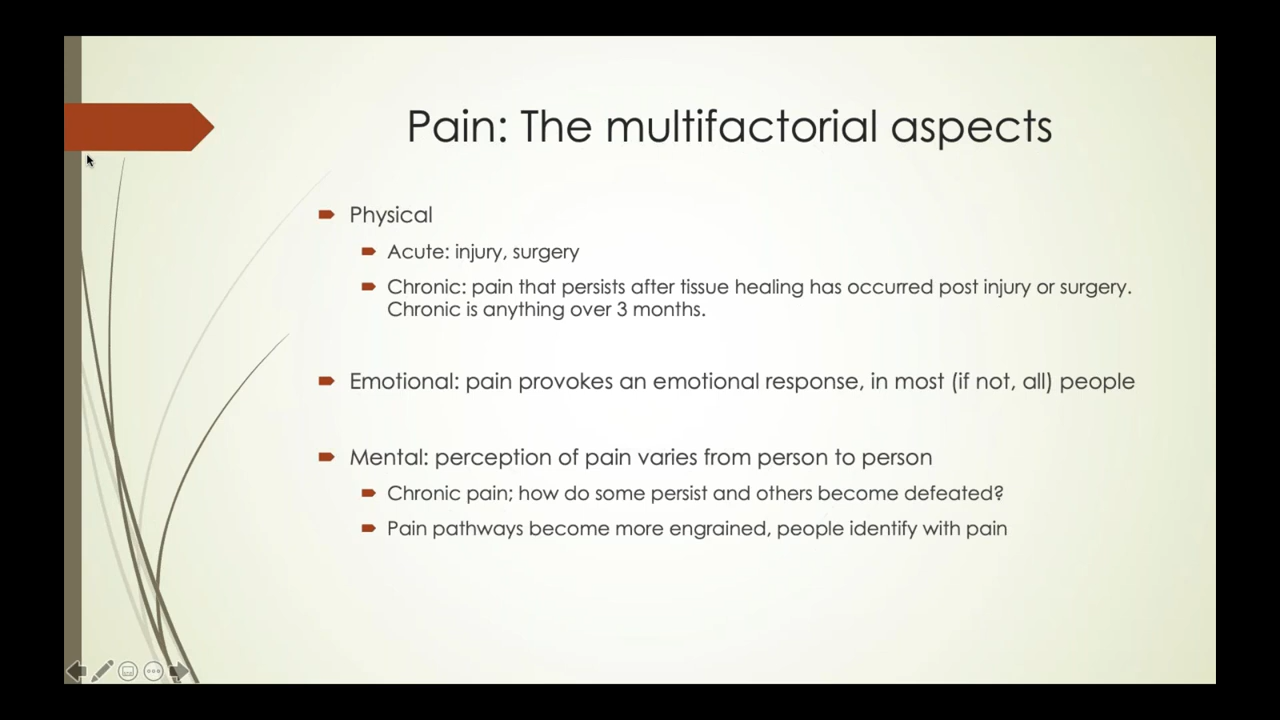 Pain: The multifactorial aspects
Physical
Acute: injury, surgery
Chronic: pain that persists after tissue healing has occurred post injury or surgery.
Chronic is anything over 3 months.
Emotional: pain provokes an emotional response, in most (if not, all) people
Mental: perception of pain varies from person to person
Chronic pain; how do some persist and others become defeated?
Pain pathways become more engrained, people identify with pain